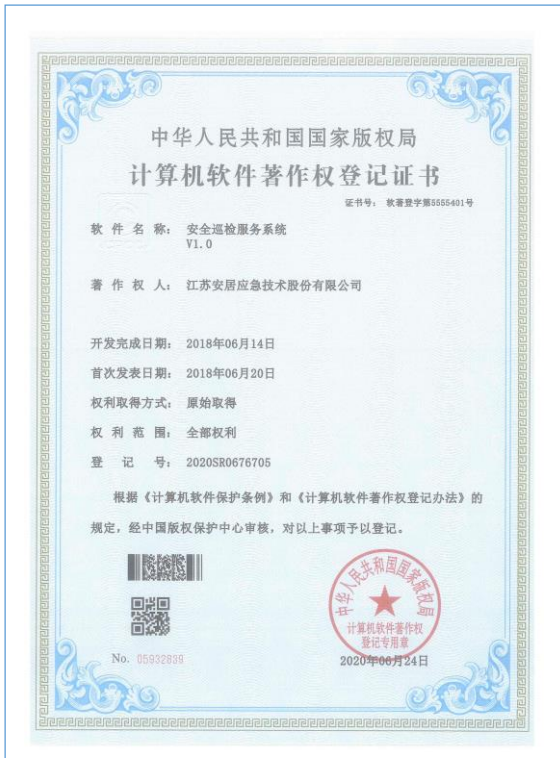 中华人民共和国国家版权局
计算机软件著作权登记证书
证书号： 软著登字第5555401号
软件名称： 安全巡检服务系统
V1.0
著作权人： 江苏安居应急技术股份有限公司
开发完成日期： 2018年06月14日
首次发表日期： 2018年06月20日
权利取得方式： 原始取得
权利范围： 全部权利
登记号： 2020SR0676705
根据《计算机软件保护条例》和《计算机软件著作权登记办法》的
规定，经中国版权保护中心审核，对以上事项予以登记。
中华人民共和国国家版权局
计算机软件著作权
登记专用章
No. 05932839
2020年06月24日